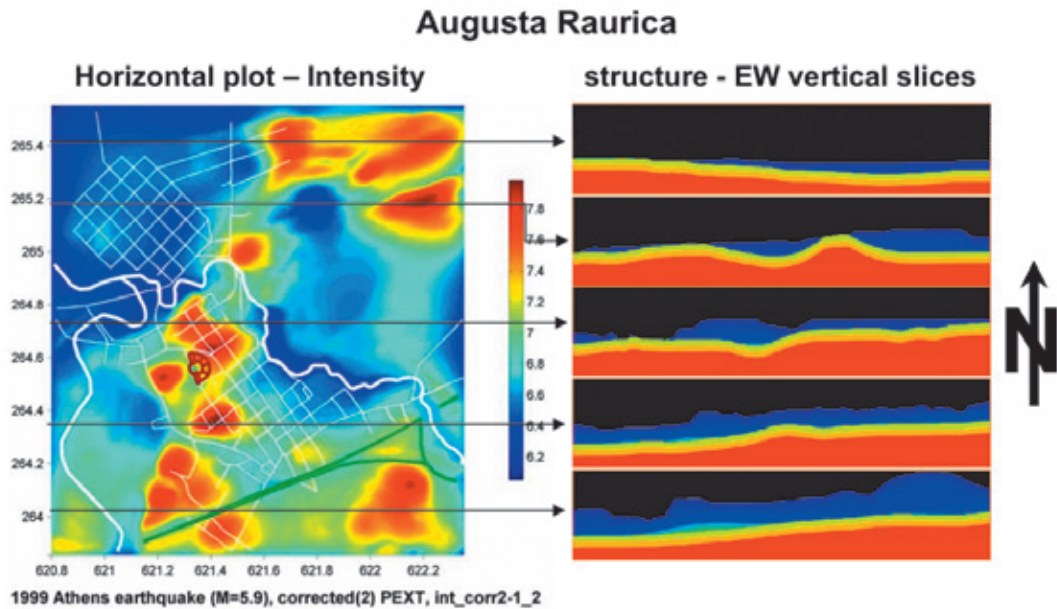 Augusta Raurica
Horizontal plot – Intensity
structure - EW vertical slices
265.4
265.2
265
264.8
264.6
264.4
264.2
264
7.8
7.6
7.4
7.2
7
6.8
6.6
6.4
6.2
N
620.8 621 621.2 621.4 621.6 621.8 622 622.2
1999 Athens earthquake (M=5.9), corrected(2) PEXT, int_corr2-1_2